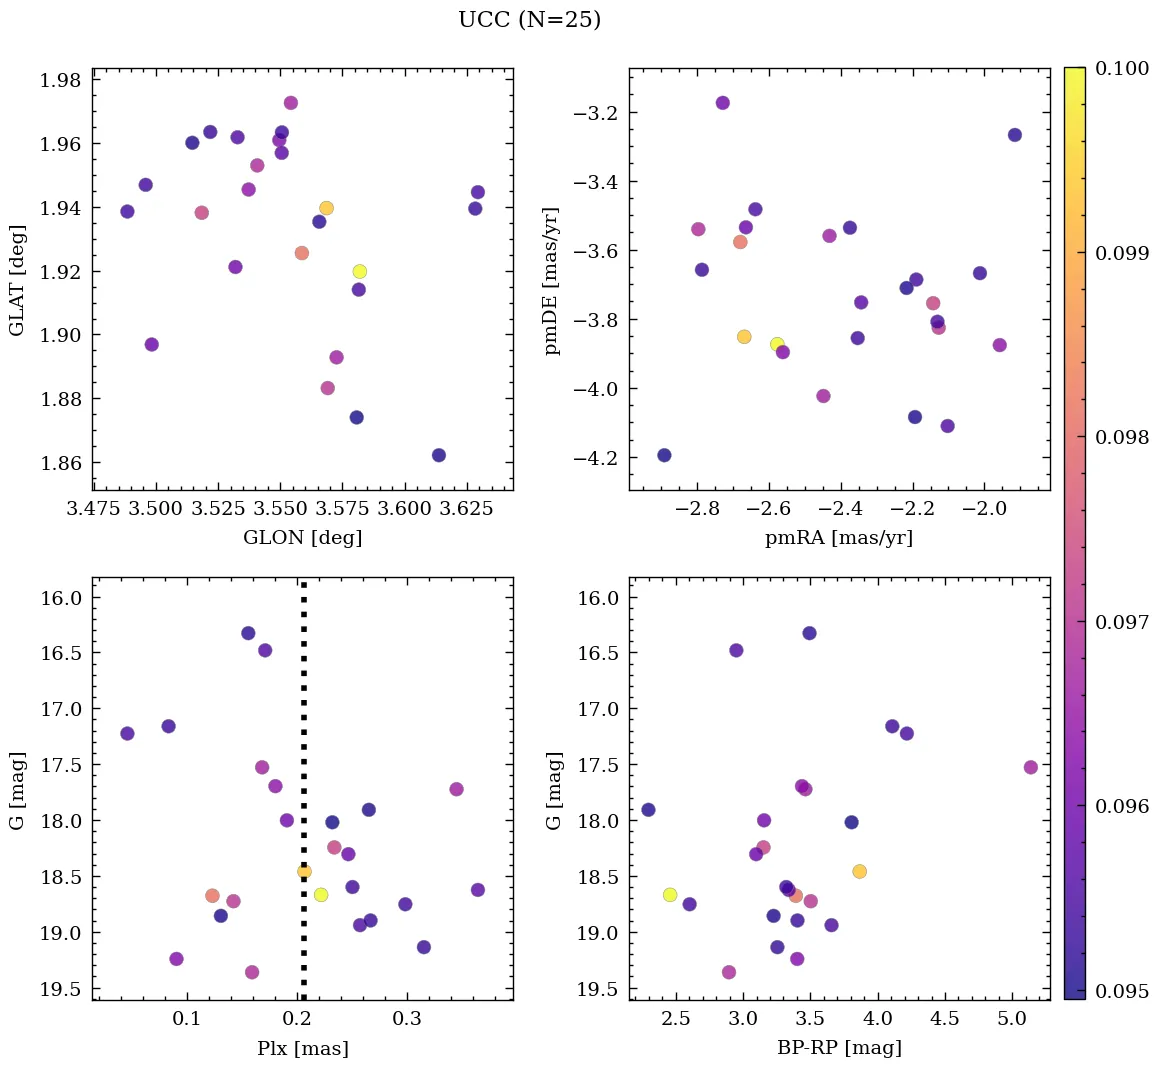 UCC (N=25)
1.98
1.96
1.94
1.92
1.90
1.88
1.86
GLAT [deg]
3.475 3.500 3.525 3.550 3.575 3.600 3.625
GLON [deg]
−3.2
−3.4
−3.6
−3.8
−4.0
−4.2
pmDE [mas/yr]
−2.8 −2.6 −2.4 −2.2 −2.0
pmRA [mas/yr]
16.0
16.5
17.0
17.5
18.0
18.5
19.0
19.5
G [mag]
0.1 0.2 0.3
Plx [mas]
16.0
16.5
17.0
17.5
18.0
18.5
19.0
19.5
G [mag]
2.5 3.0 3.5 4.0 4.5 5.0
BP-RP [mag]
0.100
0.099
0.098
0.097
0.096
0.095